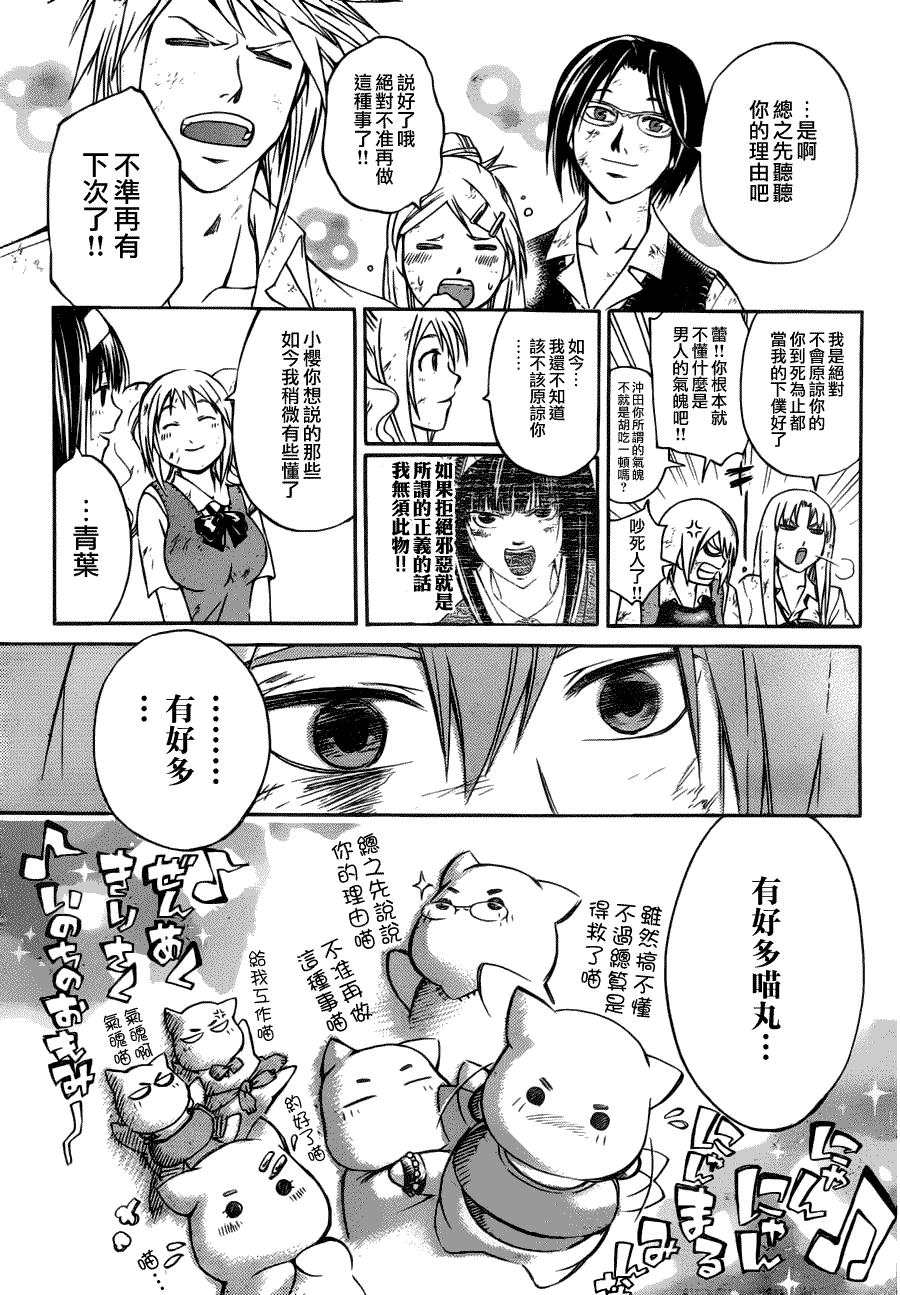 …是啊
總之先聽聽
你的理由吧
說好了哦
絕對不准再做
這種事了!!
不準再有
下次了!!
我是絕對
不會原諒你的
你到死為止都
當我的下僕好了
蕾!!你根本就
不懂什麼是
男人的氣魄吧!!
沖田你所謂的氣魄
不就是胡吃一頓嗎？
吵死人了!!
如今…
我還不知道
該不該原諒你
……
如果拒絕邪惡就是
所謂的正義的話
我無須此物!!
小櫻你想說的那些
如今我稍微有些懂了
…青葉
………
有好多
…
有好多喵丸…
雖然搞不懂
不過總算是
得救了喵
總之先說說
你的理由喵
不准再做
這種事喵
給我工作喵
氣魄啊
氣魄喵
約好了喵
喵…
♪にゃんにゃん
にゃん
にゃんまる
♪ぜんあく
きりさく
♪いのちのおせみー